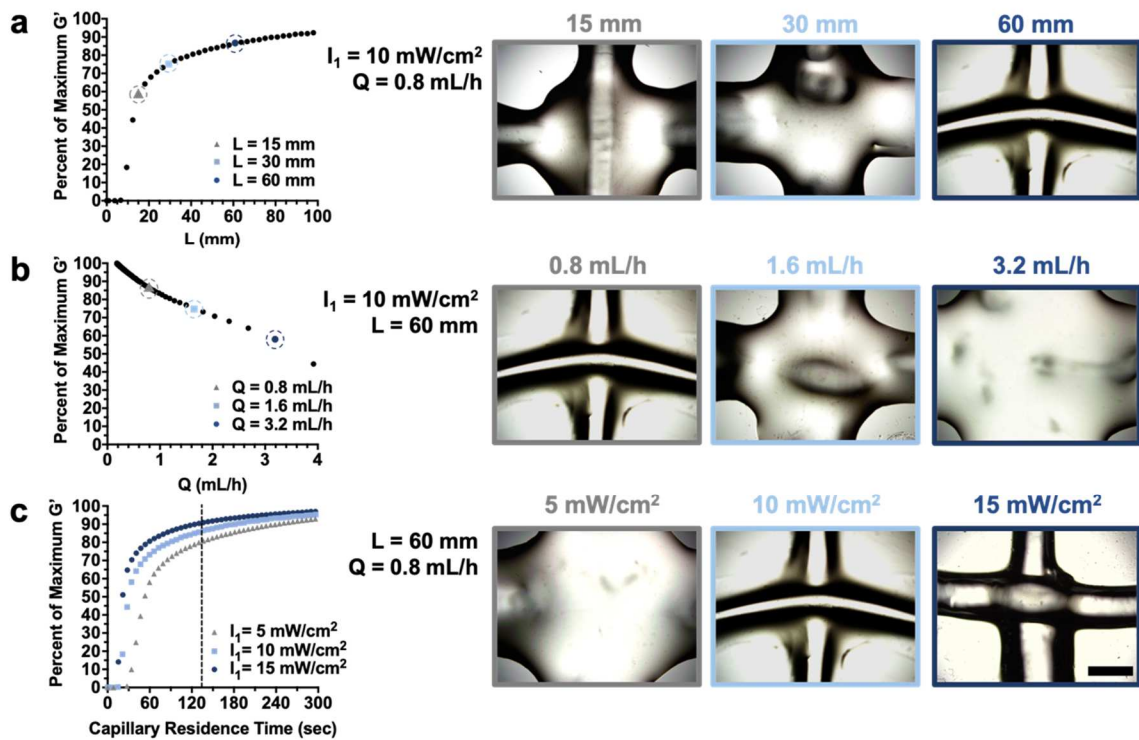 a
Percent of Maximum G'
100
90
80
70
60
50
40
30
20
10
0
0 20 40 60 80 100
L (mm)
L = 15 mm
L = 30 mm
L = 60 mm
I₁ = 10 mW/cm²
Q = 0.8 mL/h
15 mm
30 mm
60 mm
b
Percent of Maximum G'
100
90
80
70
60
50
40
30
20
10
0
0 1 2 3 4
Q (mL/h)
Q = 0.8 mL/h
Q = 1.6 mL/h
Q = 3.2 mL/h
I₁ = 10 mW/cm²
L = 60 mm
0.8 mL/h
1.6 mL/h
3.2 mL/h
c
Percent of Maximum G'
100
90
80
70
60
50
40
30
20
10
0
0 60 120 180 240 300
Capillary Residence Time (sec)
I₁= 5 mW/cm²
I₁= 10 mW/cm²
I₁= 15 mW/cm²
L = 60 mm
Q = 0.8 mL/h
5 mW/cm²
10 mW/cm²
15 mW/cm²